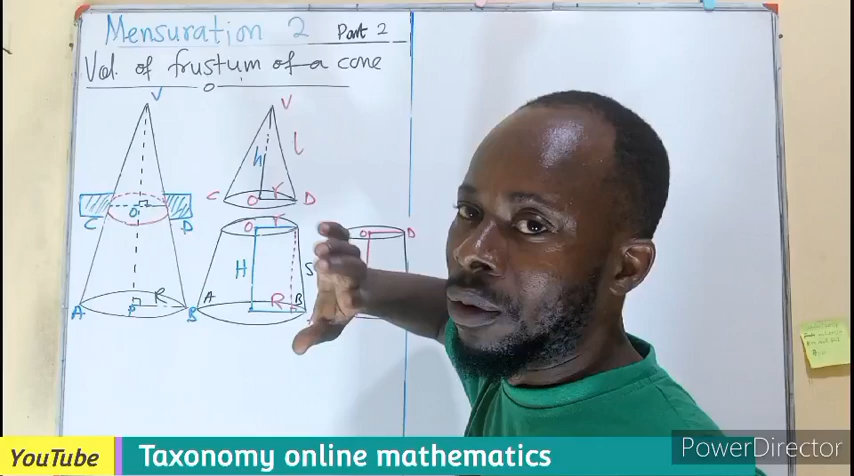 Mensuration 2 Part 2
Vol. of frustum of a cone
V
V
h
l
C
O
r
D
O
C
D
O
r
O
D
H
S
A
R
B
R
A
P
B
YouTube
Taxonomy online mathematics
PowerDirector